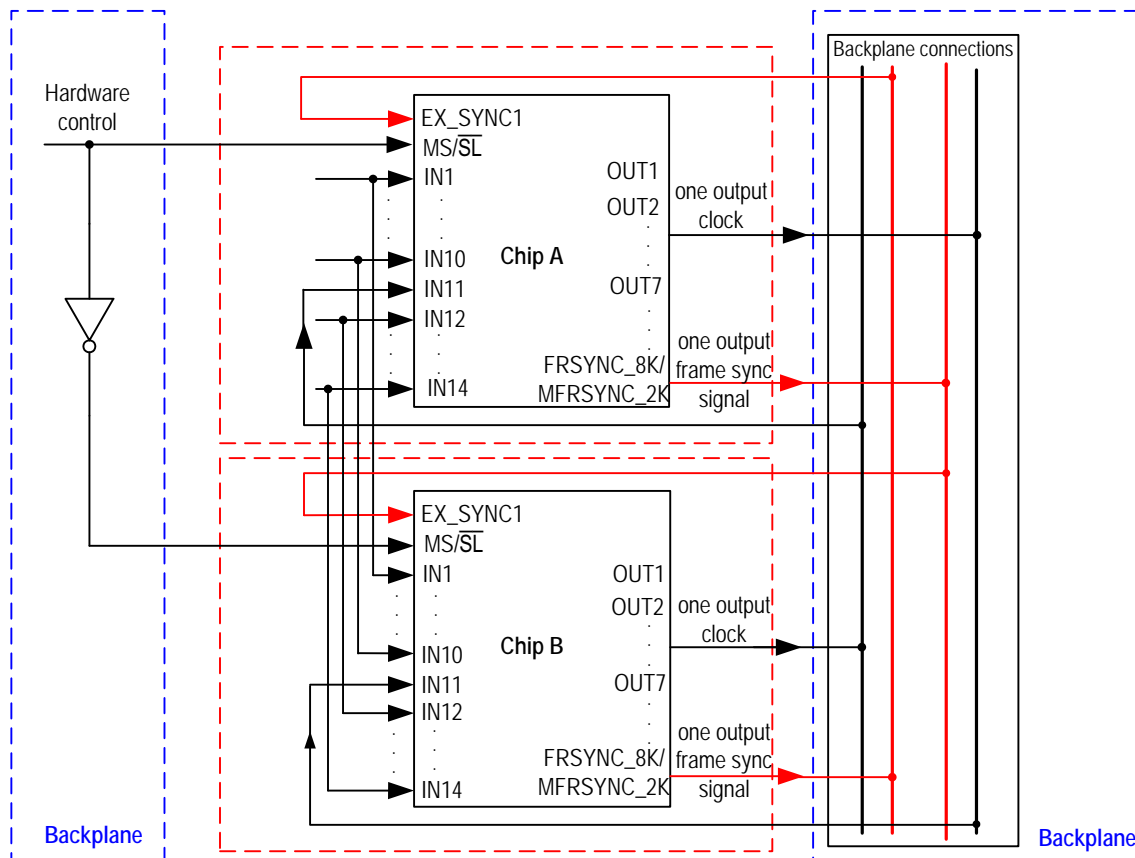 Backplane connections
Hardware
control
EX_SYNC1
MS/SL
IN1
IN10
IN11
IN12
IN14
Chip A
OUT1
OUT2
OUT7
FRSYNC_8K/
MFRSYNC_2K
one output
clock
one output
frame sync
signal
EX_SYNC1
MS/SL
IN1
IN10
IN11
IN12
IN14
Chip B
OUT1
OUT2
OUT7
FRSYNC_8K/
MFRSYNC_2K
one output
clock
one output
frame sync
signal
Backplane
Backplane